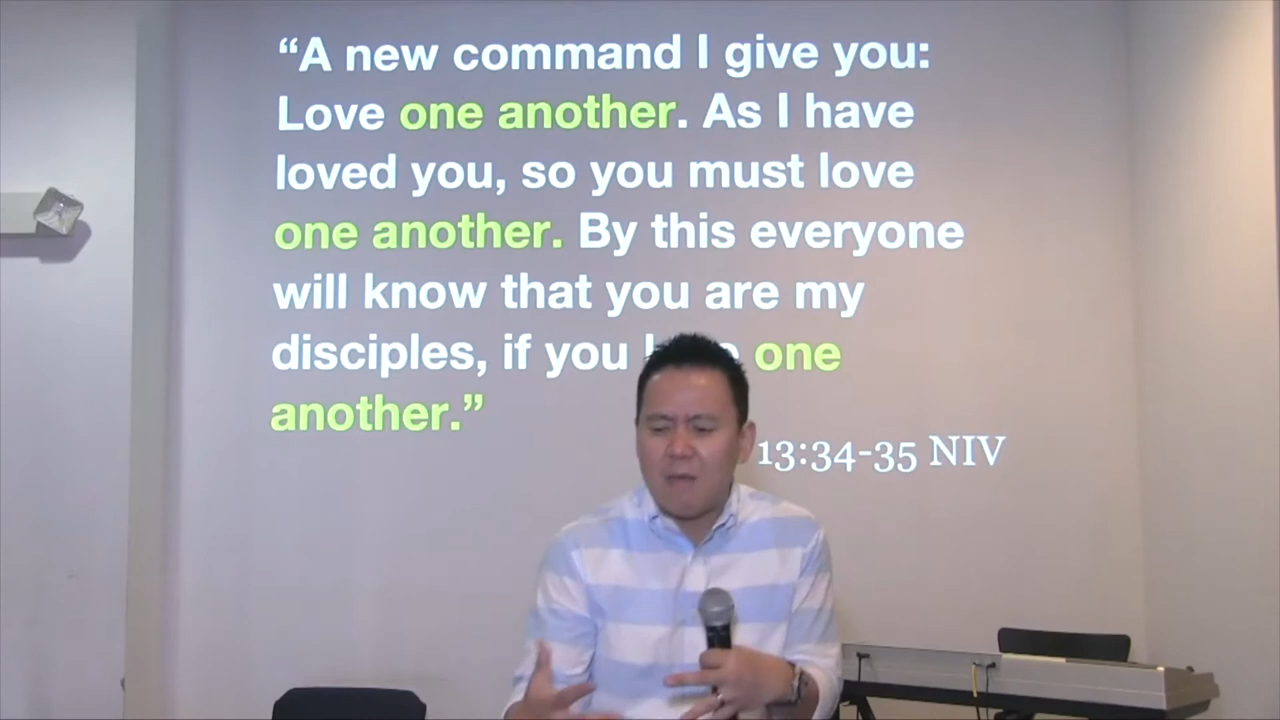 “A new command I give you:
Love one another. As I have
loved you, so you must love
one another. By this everyone
will know that you are my
disciples, if you one
another.”
13:34-35 NIV